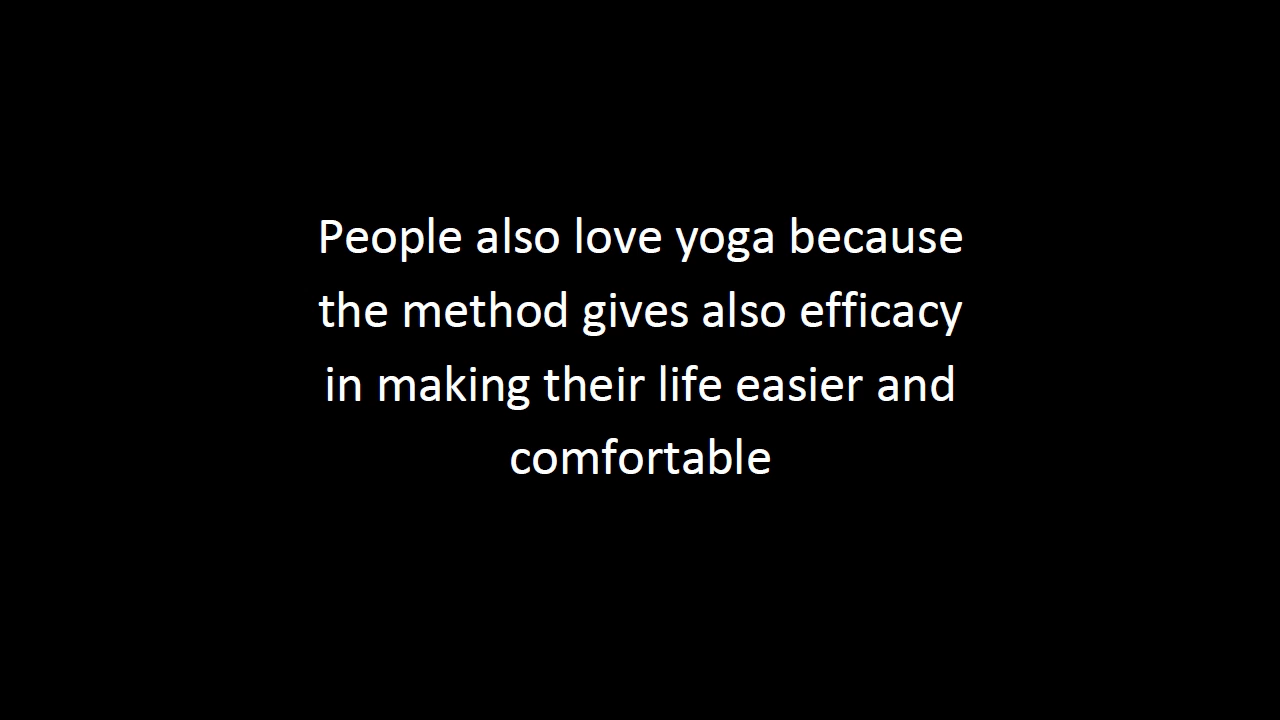 People also love yoga because
the method gives also efficacy
in making their life easier and
comfortable